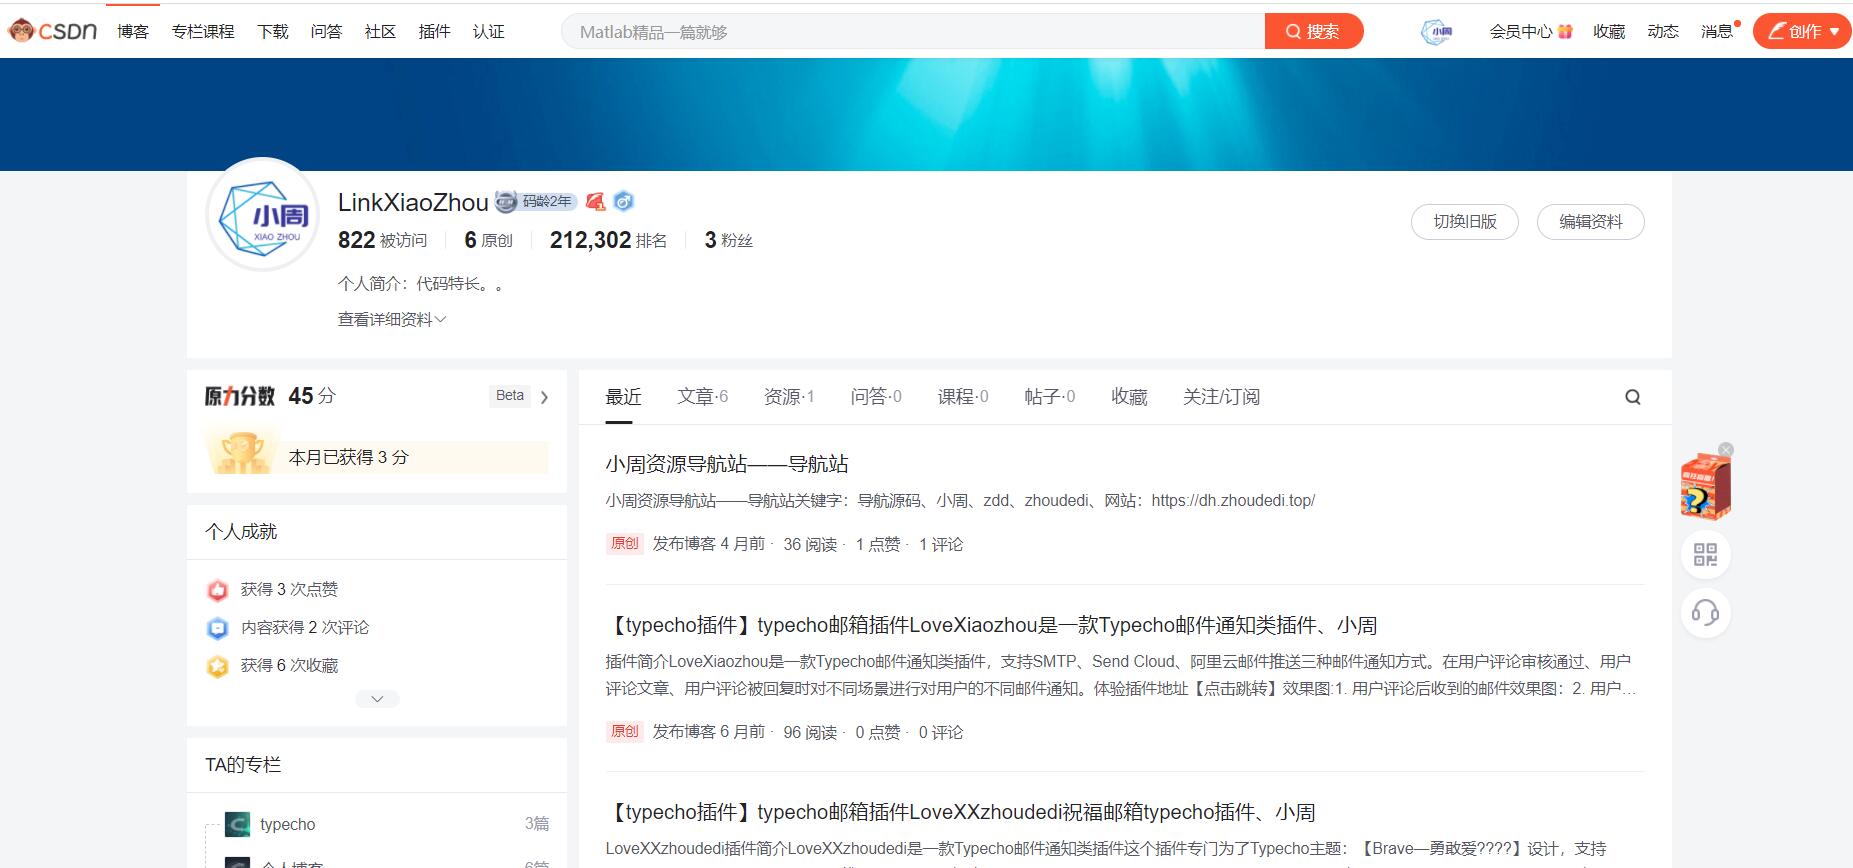 CSDN 博客 专栏课程 下载 问答 社区 插件 认证 Matlab精品一篇就够 搜索 小周 会员中心 收藏 动态 消息 创作
小周
XIAO ZHOU
LinkXiaoZhou 码龄2年
822 被访问 6 原创 212,302 排名 3 粉丝
切换旧版 编辑资料
个人简介：代码特长。。
查看详细资料
原力分数 45 分 Beta
本月已获得 3 分
个人成就
获得 3 次点赞
内容获得 2 次评论
获得 6 次收藏
TA的专栏
typecho 3篇
个人博客 6篇
最近 文章·6 资源·1 问答·0 课程·0 帖子·0 收藏 关注/订阅
小周资源导航站——导航站
小周资源导航站——导航站关键字：导航源码、小周、zdd、zhoudedi、网站：https://dh.zhoudedi.top/
原创 发布博客 4 月前 · 36 阅读 · 1 点赞 · 1 评论
【typecho插件】typecho邮箱插件LoveXiaozhou是一款Typecho邮件通知类插件、小周
插件简介LoveXiaozhou是一款Typecho邮件通知类插件，支持SMTP、Send Cloud、阿里云邮件推送三种邮件通知方式。在用户评论审核通过、用户
评论文章、用户评论被回复时对不同场景进行对用户的不同邮件通知。体验插件地址【点击跳转】效果图:1. 用户评论后收到的邮件效果图：2. 用户…
原创 发布博客 6 月前 · 96 阅读 · 0 点赞 · 0 评论
【typecho插件】typecho邮箱插件LoveXXzhoudedi祝福邮箱typecho插件、小周
LoveXXzhoudedi插件简介LoveXXzhoudedi是一款Typecho邮件通知类插件这个插件专门为了Typecho主题：【Brave—勇敢爱????】设计，支持